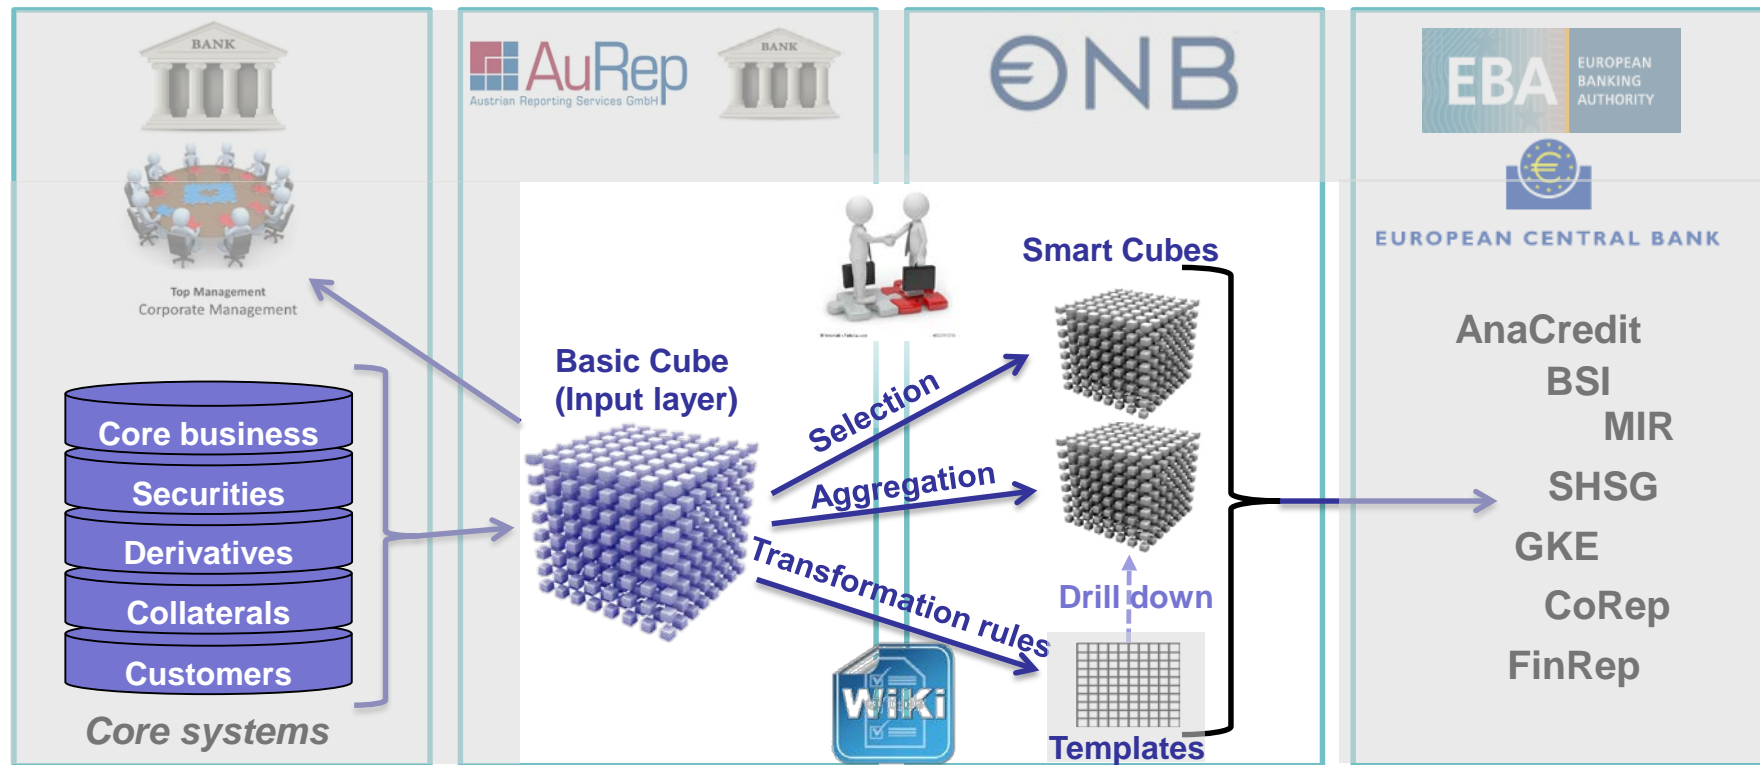 BANK
Top Management
Corporate Management
Core business
Securities
Derivatives
Collaterals
Customers
Core systems
AuRep
Austrian Reporting Services GmbH
BANK
Basic Cube
(Input layer)
Selection
Aggregation
Transformation rules
WiKi
ONB
Smart Cubes
Drill down
Templates
EBA
EUROPEAN
BANKING
AUTHORITY
€
EUROPEAN CENTRAL BANK
AnaCredit
BSI
MIR
SHSG
GKE
CoRep
FinRep